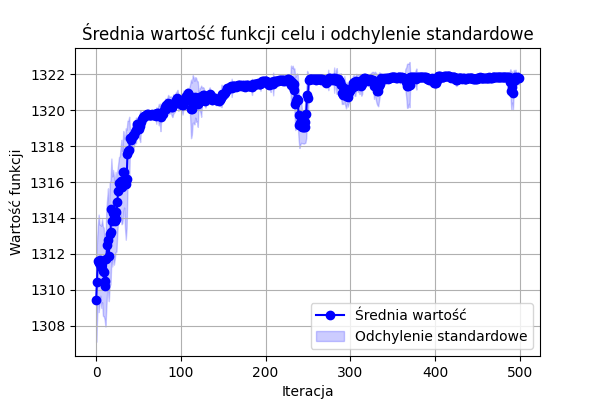 Średnia wartość funkcji celu i odchylenie standardowe
Wartość funkcji
1322
1320
1318
1316
1314
1312
1310
1308
0 100 200 300 400 500
Iteracja
Średnia wartość
Odchylenie standardowe